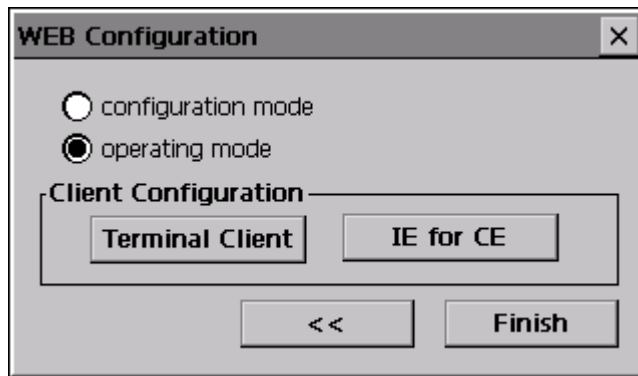 WEB Configuration
configuration mode
operating mode
Client Configuration
Terminal Client
IE for CE
<<
Finish